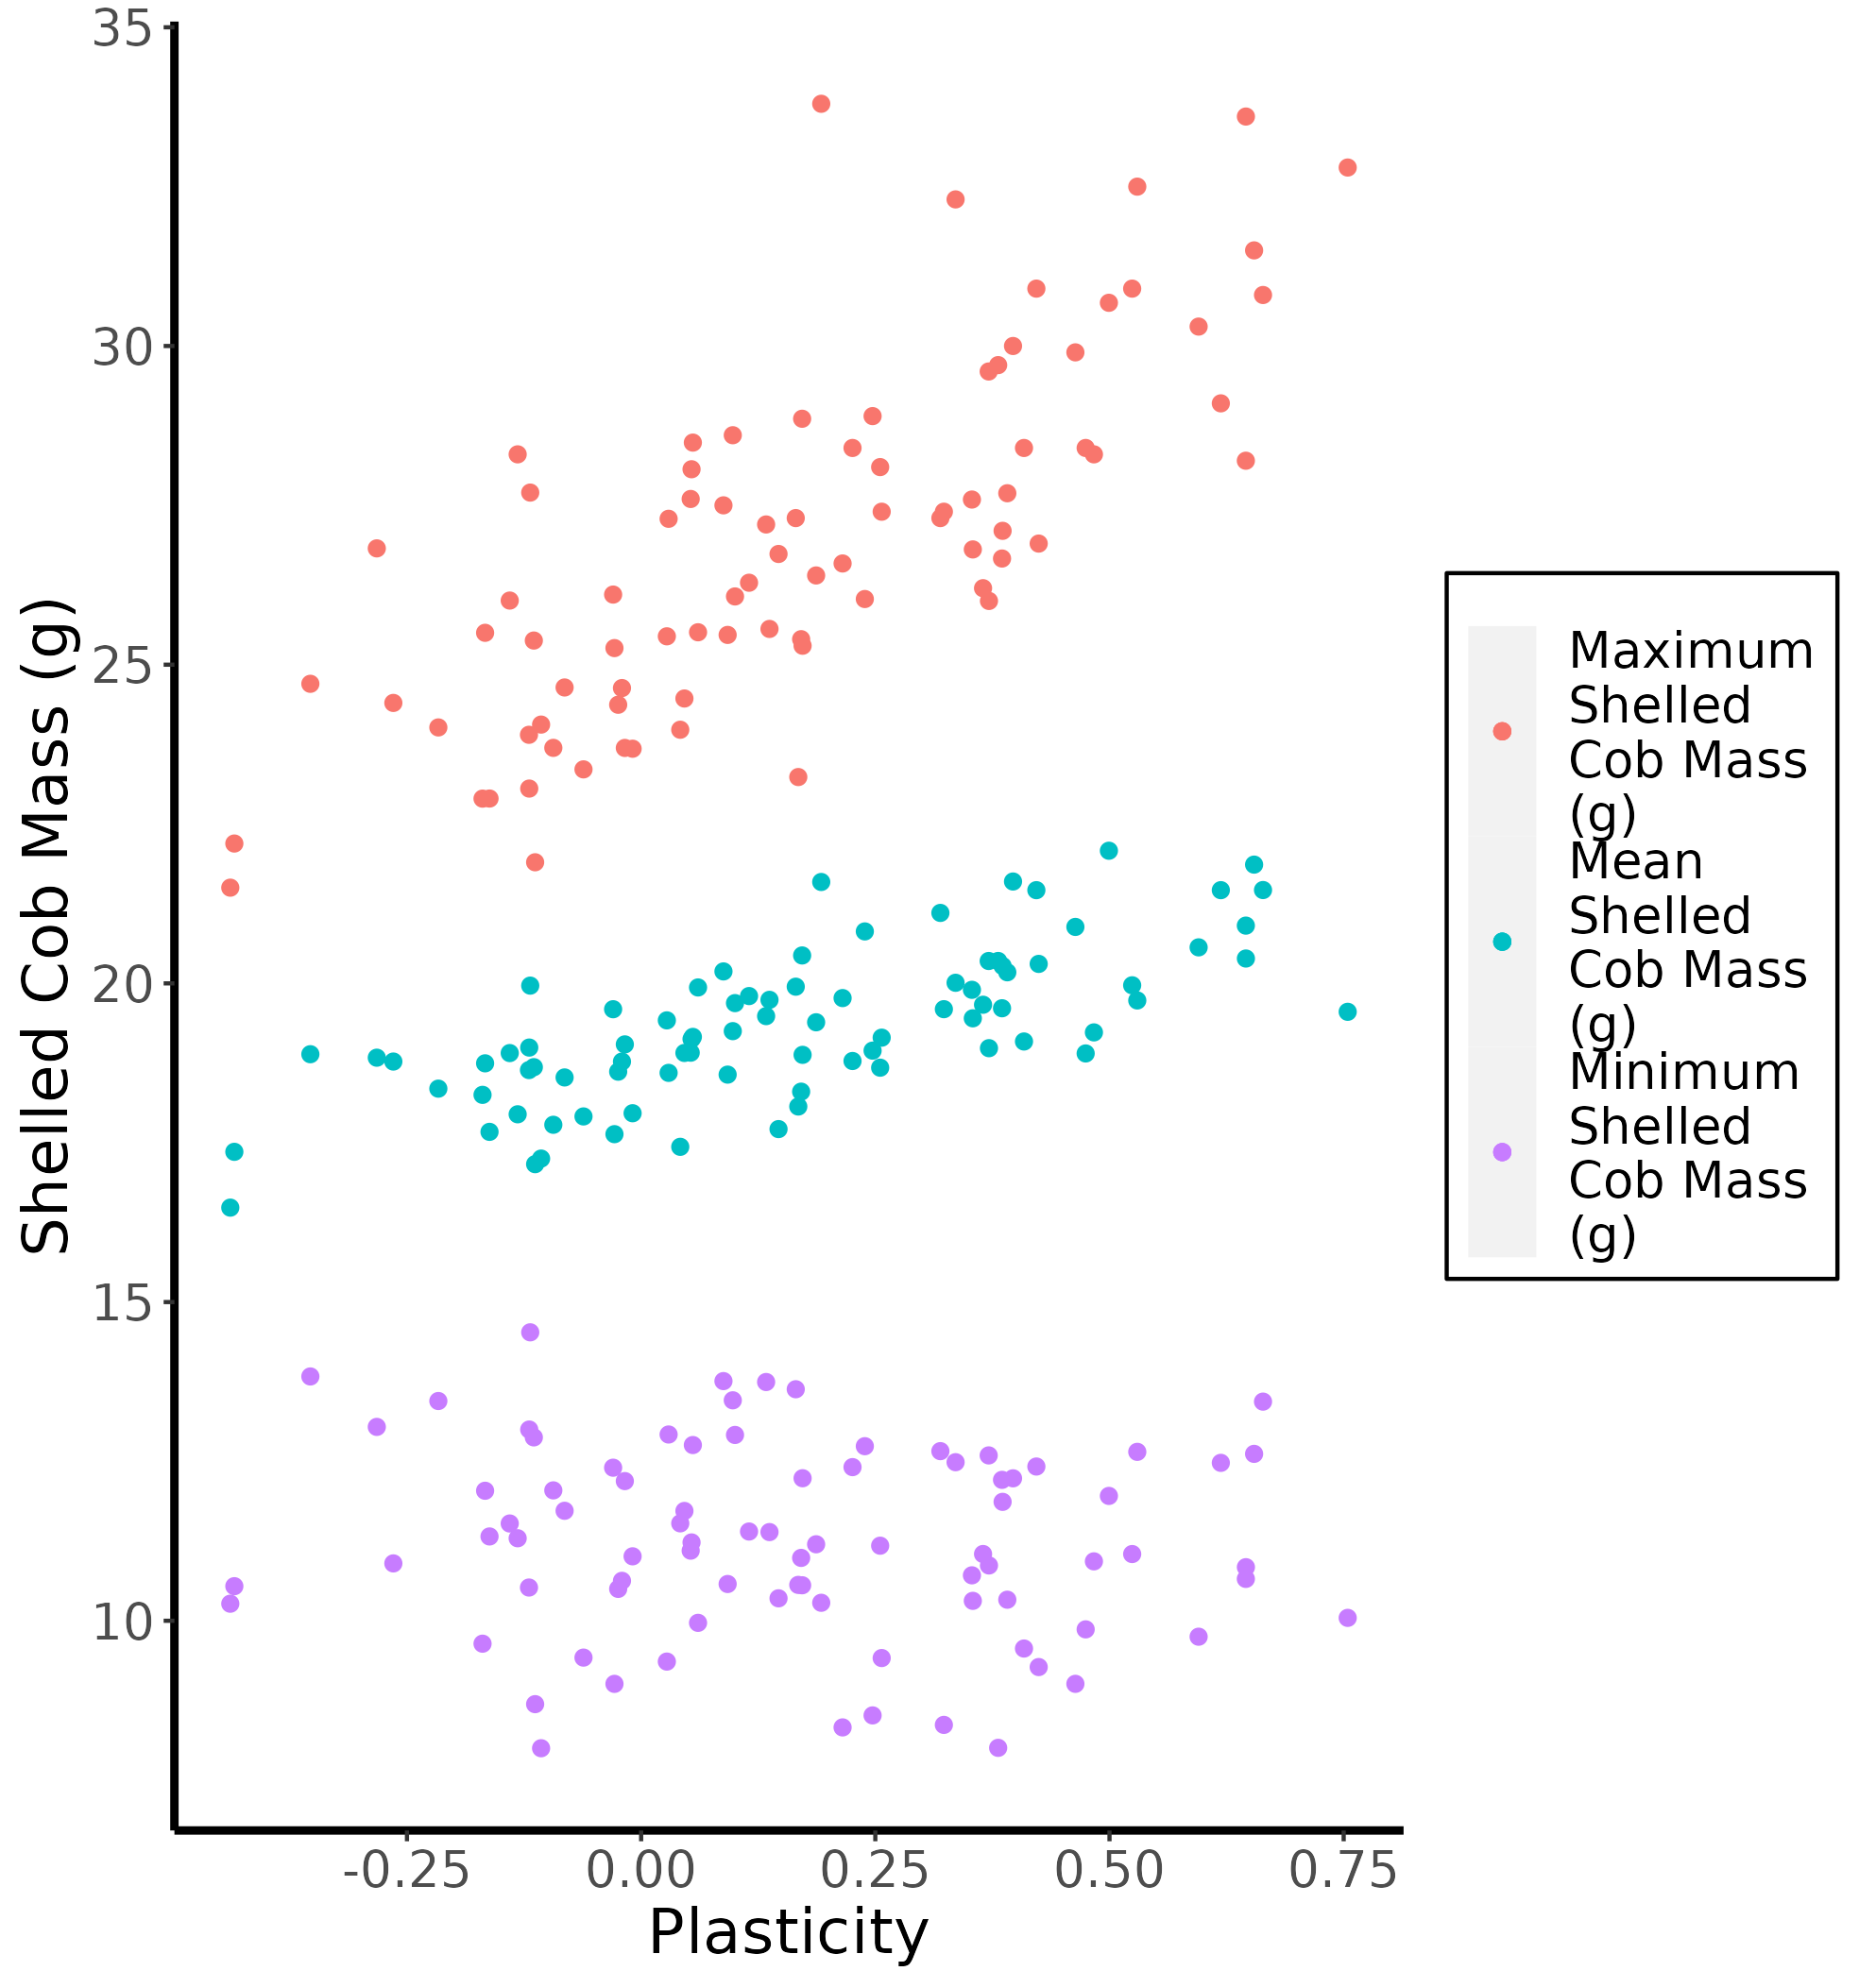 35
30
25
20
15
10
Shelled Cob Mass (g)
-0.25
0.00
0.25
0.50
0.75
Plasticity
Maximum
Shelled
Cob Mass
(g)
Mean
Shelled
Cob Mass
(g)
Minimum
Shelled
Cob Mass
(g)